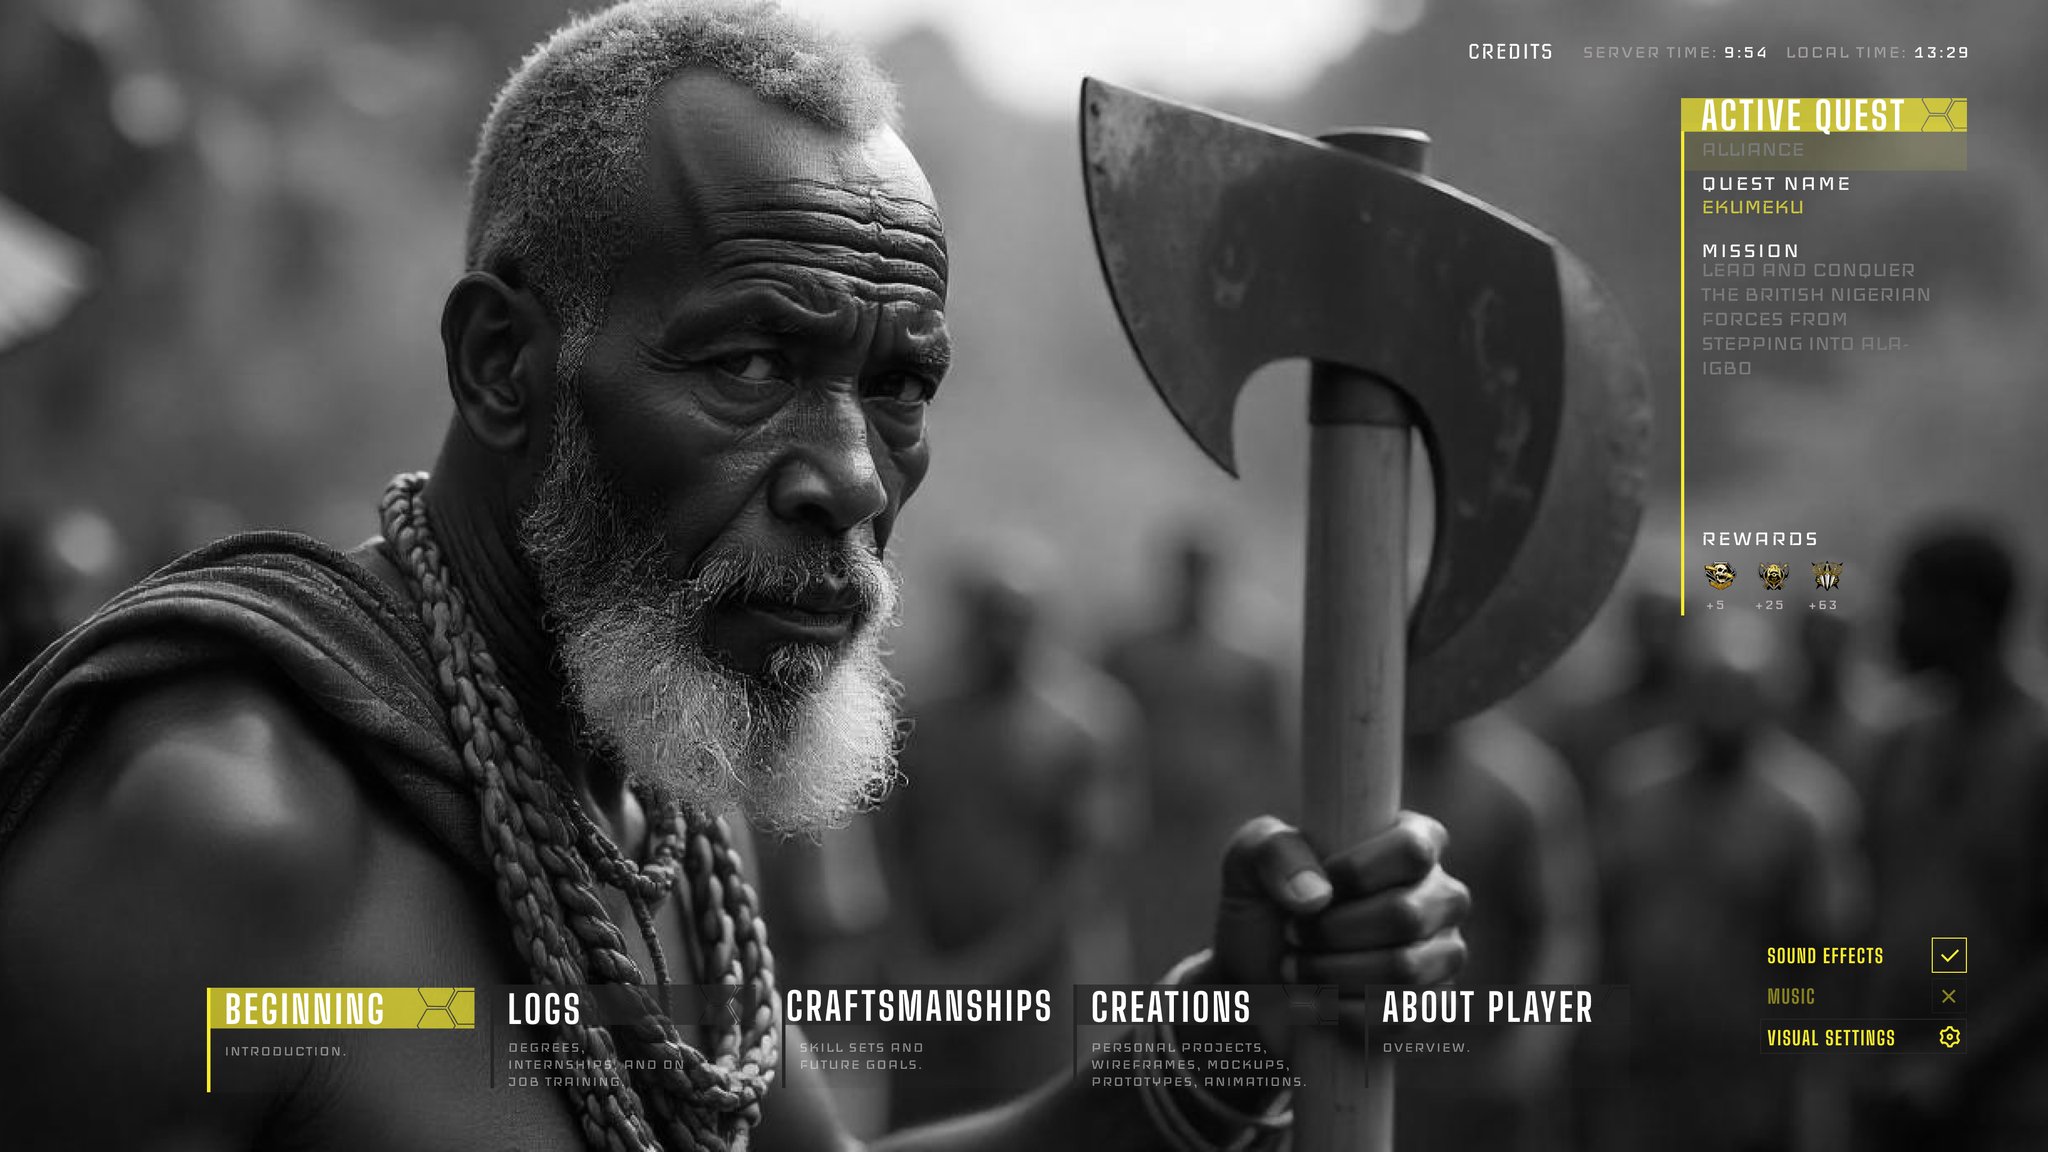 CREDITS SERVER TIME: 9:54 LOCAL TIME: 13:29
ACTIVE QUEST
ALLIANCE
QUEST NAME
EKUMEKU
MISSION
LEAD AND CONQUER
THE BRITISH NIGERIAN
FORCES FROM
STEPPING INTO ALA-
IGBO
REWARDS
+5 +25 +63
SOUND EFFECTS
MUSIC
VISUAL SETTINGS
BEGINNING
INTRODUCTION.
LOGS
DEGREES,
INTERNSHIPS, AND ON
JOB TRAINING.
CRAFTSMANSHIPS
SKILL SETS AND
FUTURE GOALS.
CREATIONS
PERSONAL PROJECTS,
WIREFRAMES, MOCKUPS,
PROTOTYPES, ANIMATIONS.
ABOUT PLAYER
OVERVIEW.